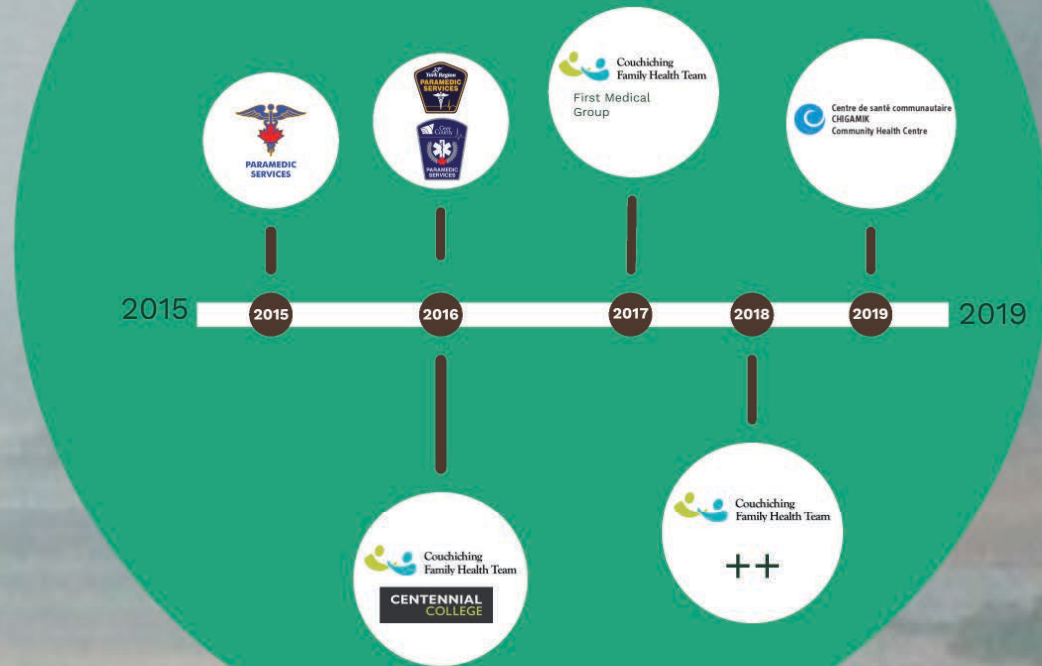 PARAMEDIC
SERVICES
York Region
PARAMEDIC
SERVICES
Grey
County
PARAMEDIC
SERVICES
Couchiching
Family Health Team
First Medical
Group
Centre de santé communautaire
CHIGAMIK
Community Health Centre
2015
2015
2016
2017
2018
2019
2019
Couchiching
Family Health Team
CENTENNIAL
COLLEGE
Couchiching
Family Health Team
++